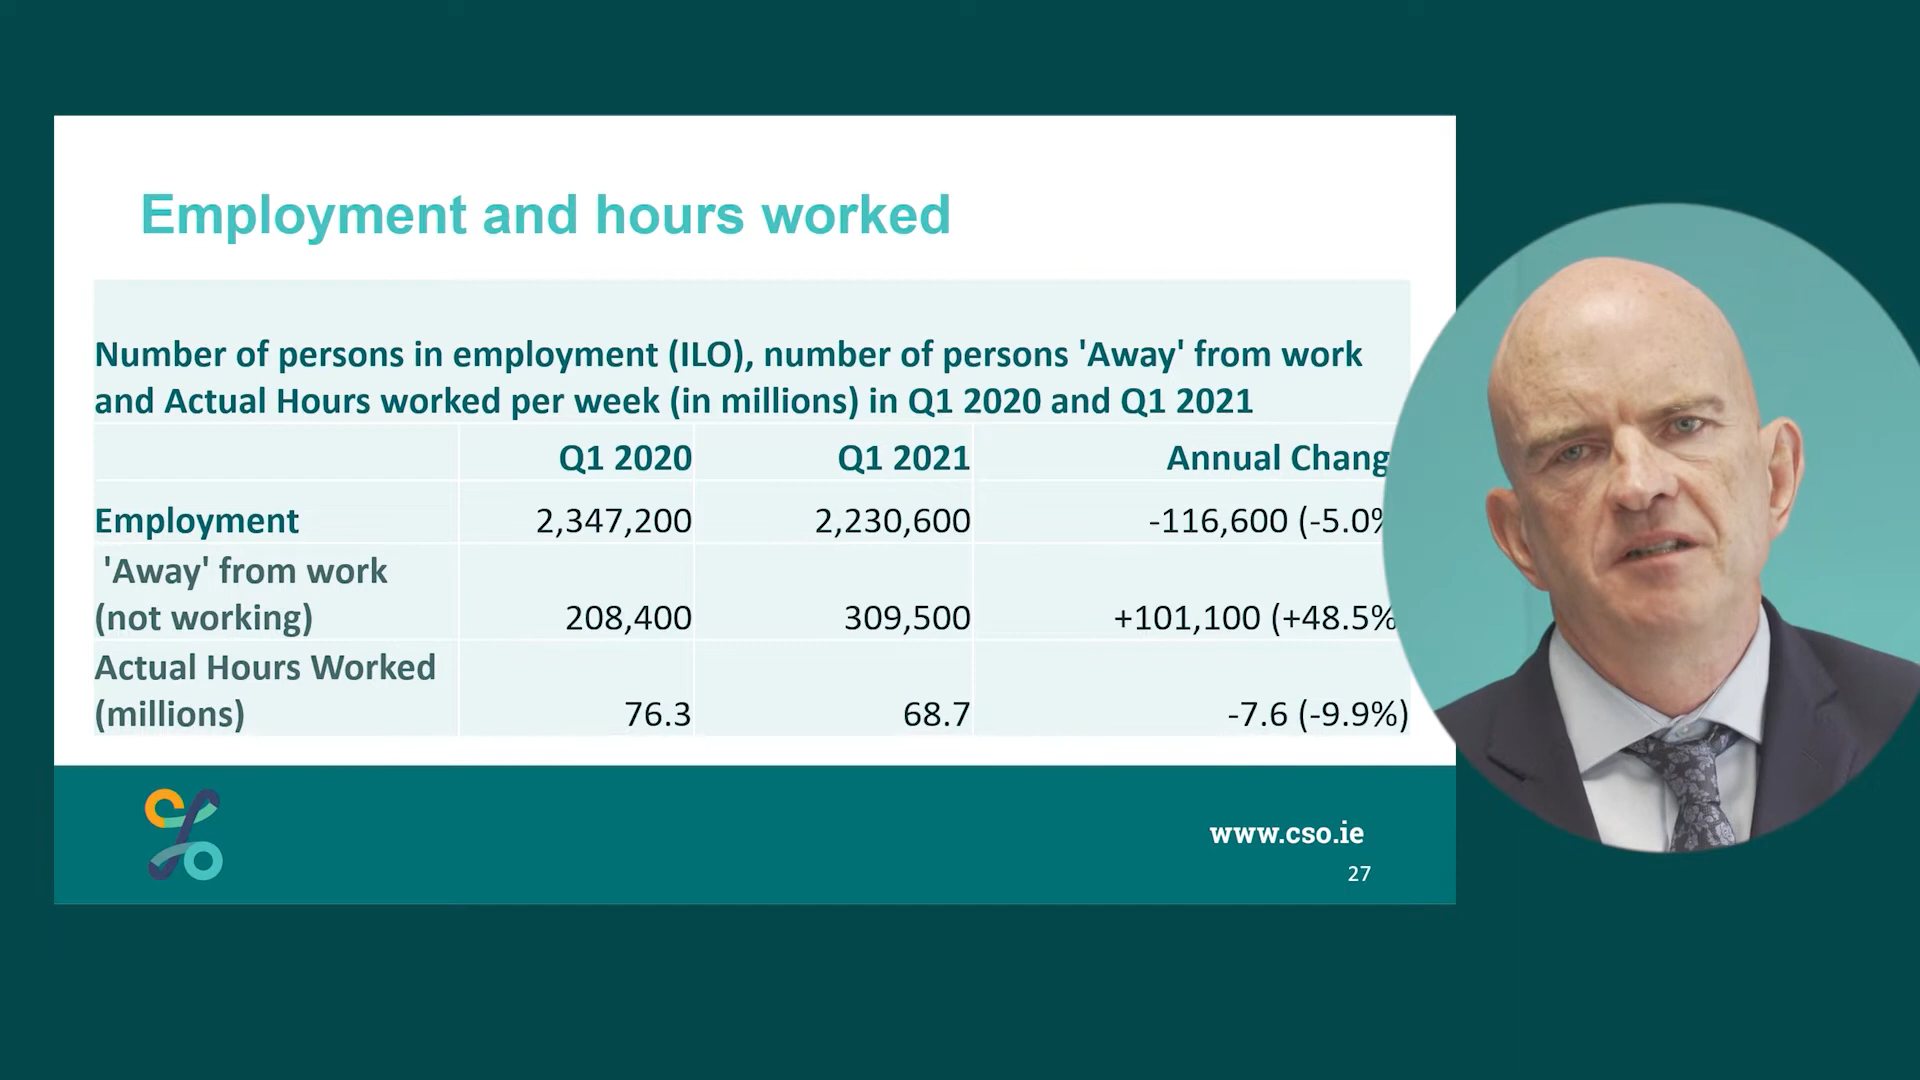 Employment and hours worked
Number of persons in employment (ILO), number of persons 'Away' from work
and Actual Hours worked per week (in millions) in Q1 2020 and Q1 2021
Q1 2020 Q1 2021 Annual Chang
Employment 2,347,200 2,230,600 -116,600 (-5.0%
'Away' from work
(not working) 208,400 309,500 +101,100 (+48.5%
Actual Hours Worked
(millions) 76.3 68.7 -7.6 (-9.9%)
www.cso.ie
27